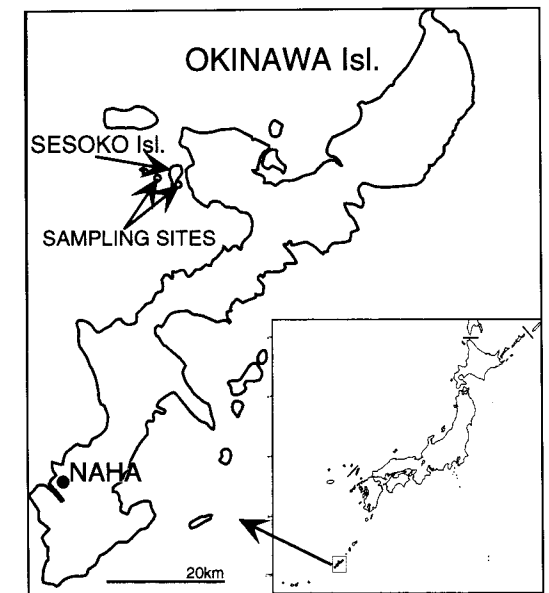 OKINAWA Isl.
SESOKO Isl.
SAMPLING SITES
NAHA
20km